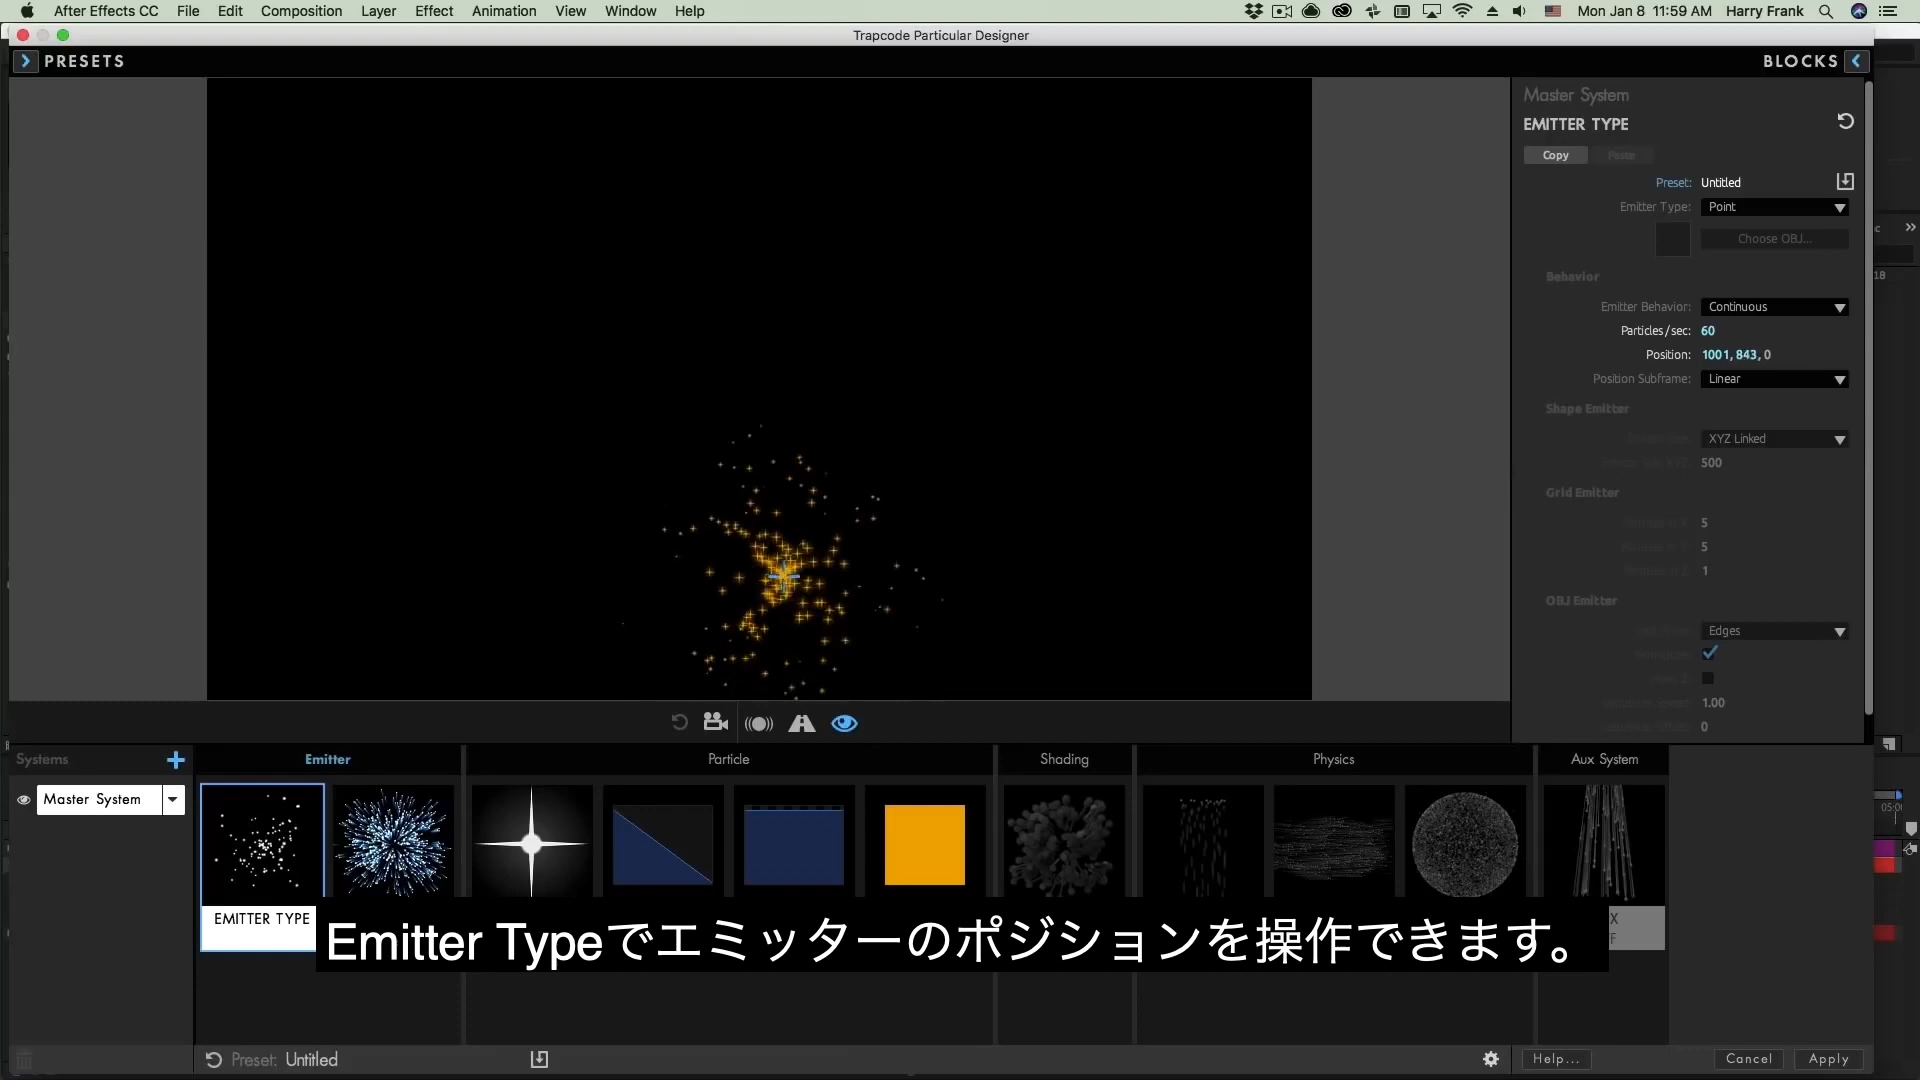 After Effects CC File Edit Composition Layer Effect Animation View Window Help Mon Jan 8 11:59 AM Harry Frank
Trapcode Particular Designer
PRESETS
BLOCKS
Master System
EMITTER TYPE
Copy Paste
Preset: Untitled
Emitter Type: Point
Choose OBJ...
Behavior
Emitter Behavior: Continuous
Particles/sec: 60
Position: 1001, 843, 0
Position Subframe: Linear
Shape Emitter
XYZ Linked
500
Grid Emitter
5
5
1
OBJ Emitter
Edges
1.00
0
18
05:00
Systems
Emitter
Particle
Shading
Physics
Aux System
Master System
EMITTER TYPE
Emitter Typeでエミッターのポジションを操作できます。
Preset: Untitled
Help...
Cancel
Apply